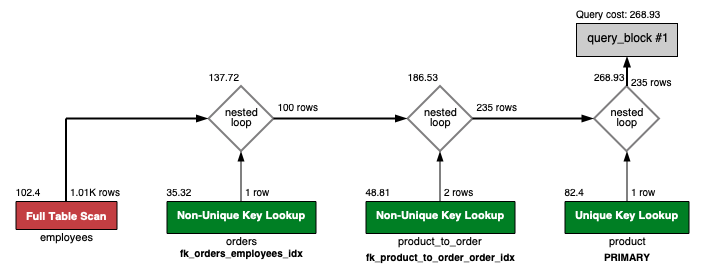 Query cost: 268.93
query_block #1
137.72
186.53
268.93
235 rows
nested
loop
100 rows
nested
loop
235 rows
nested
loop
102.4
1.01K rows
35.32
1 row
48.81
2 rows
82.4
1 row
Full Table Scan
Non-Unique Key Lookup
Non-Unique Key Lookup
Unique Key Lookup
employees
orders
product_to_order
product
fk_orders_employees_idx
fk_product_to_order_order_idx
PRIMARY